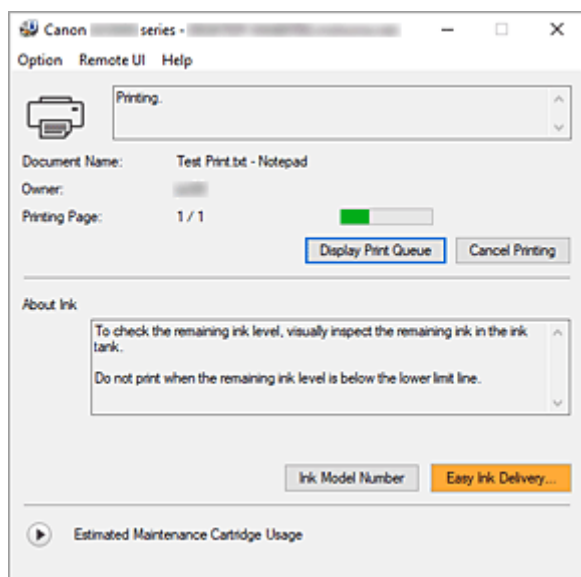 Canon series -
Option Remote UI Help
Printing.
Document Name: Test Print.txt - Notepad
Owner:
Printing Page: 1 / 1
Display Print Queue Cancel Printing
About Ink
To check the remaining ink level, visually inspect the remaining ink in the ink
tank.
Do not print when the remaining ink level is below the lower limit line.
Ink Model Number Easy Ink Delivery...
Estimated Maintenance Cartridge Usage